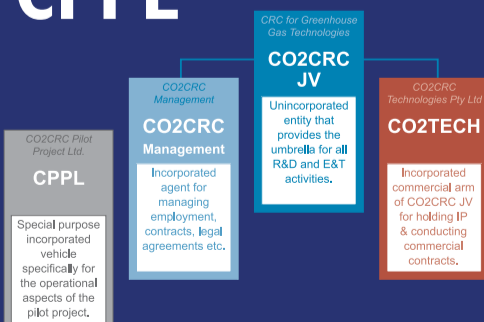 CPPL
CRC for Greenhouse
Gas Technologies
CO2CRC
JV
Unincorporated
entity that
provides the
umbrella for all
R&D and E&T
activities.
CO2CRC
Management
CO2CRC
Management
Incorporated
agent for
managing
employment,
contracts, legal
agreements etc.
CO2CRC
Technologies Pty Ltd
CO2TECH
Incorporated
commercial arm
of CO2CRC JV
for holding IP
& conducting
commercial
contracts.
CO2CRC Pilot
Project Ltd.
CPPL
Special purpose
incorporated
vehicle
specifically for
the operational
aspects of the
pilot project.